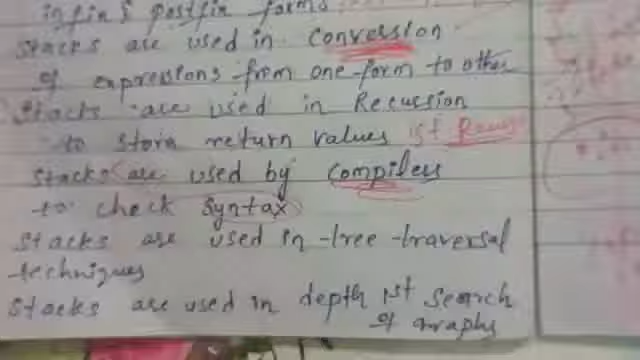 infix & postfix forms.
Stacks are used in Conversion
of expressions from one form to other
Stacks are used in Recussion
to store return values
Stacks are used by Compilers
to check Syntax
Stacks are used in tree traversal
techniques
Stacks are used in depth 1st Search
of graphs